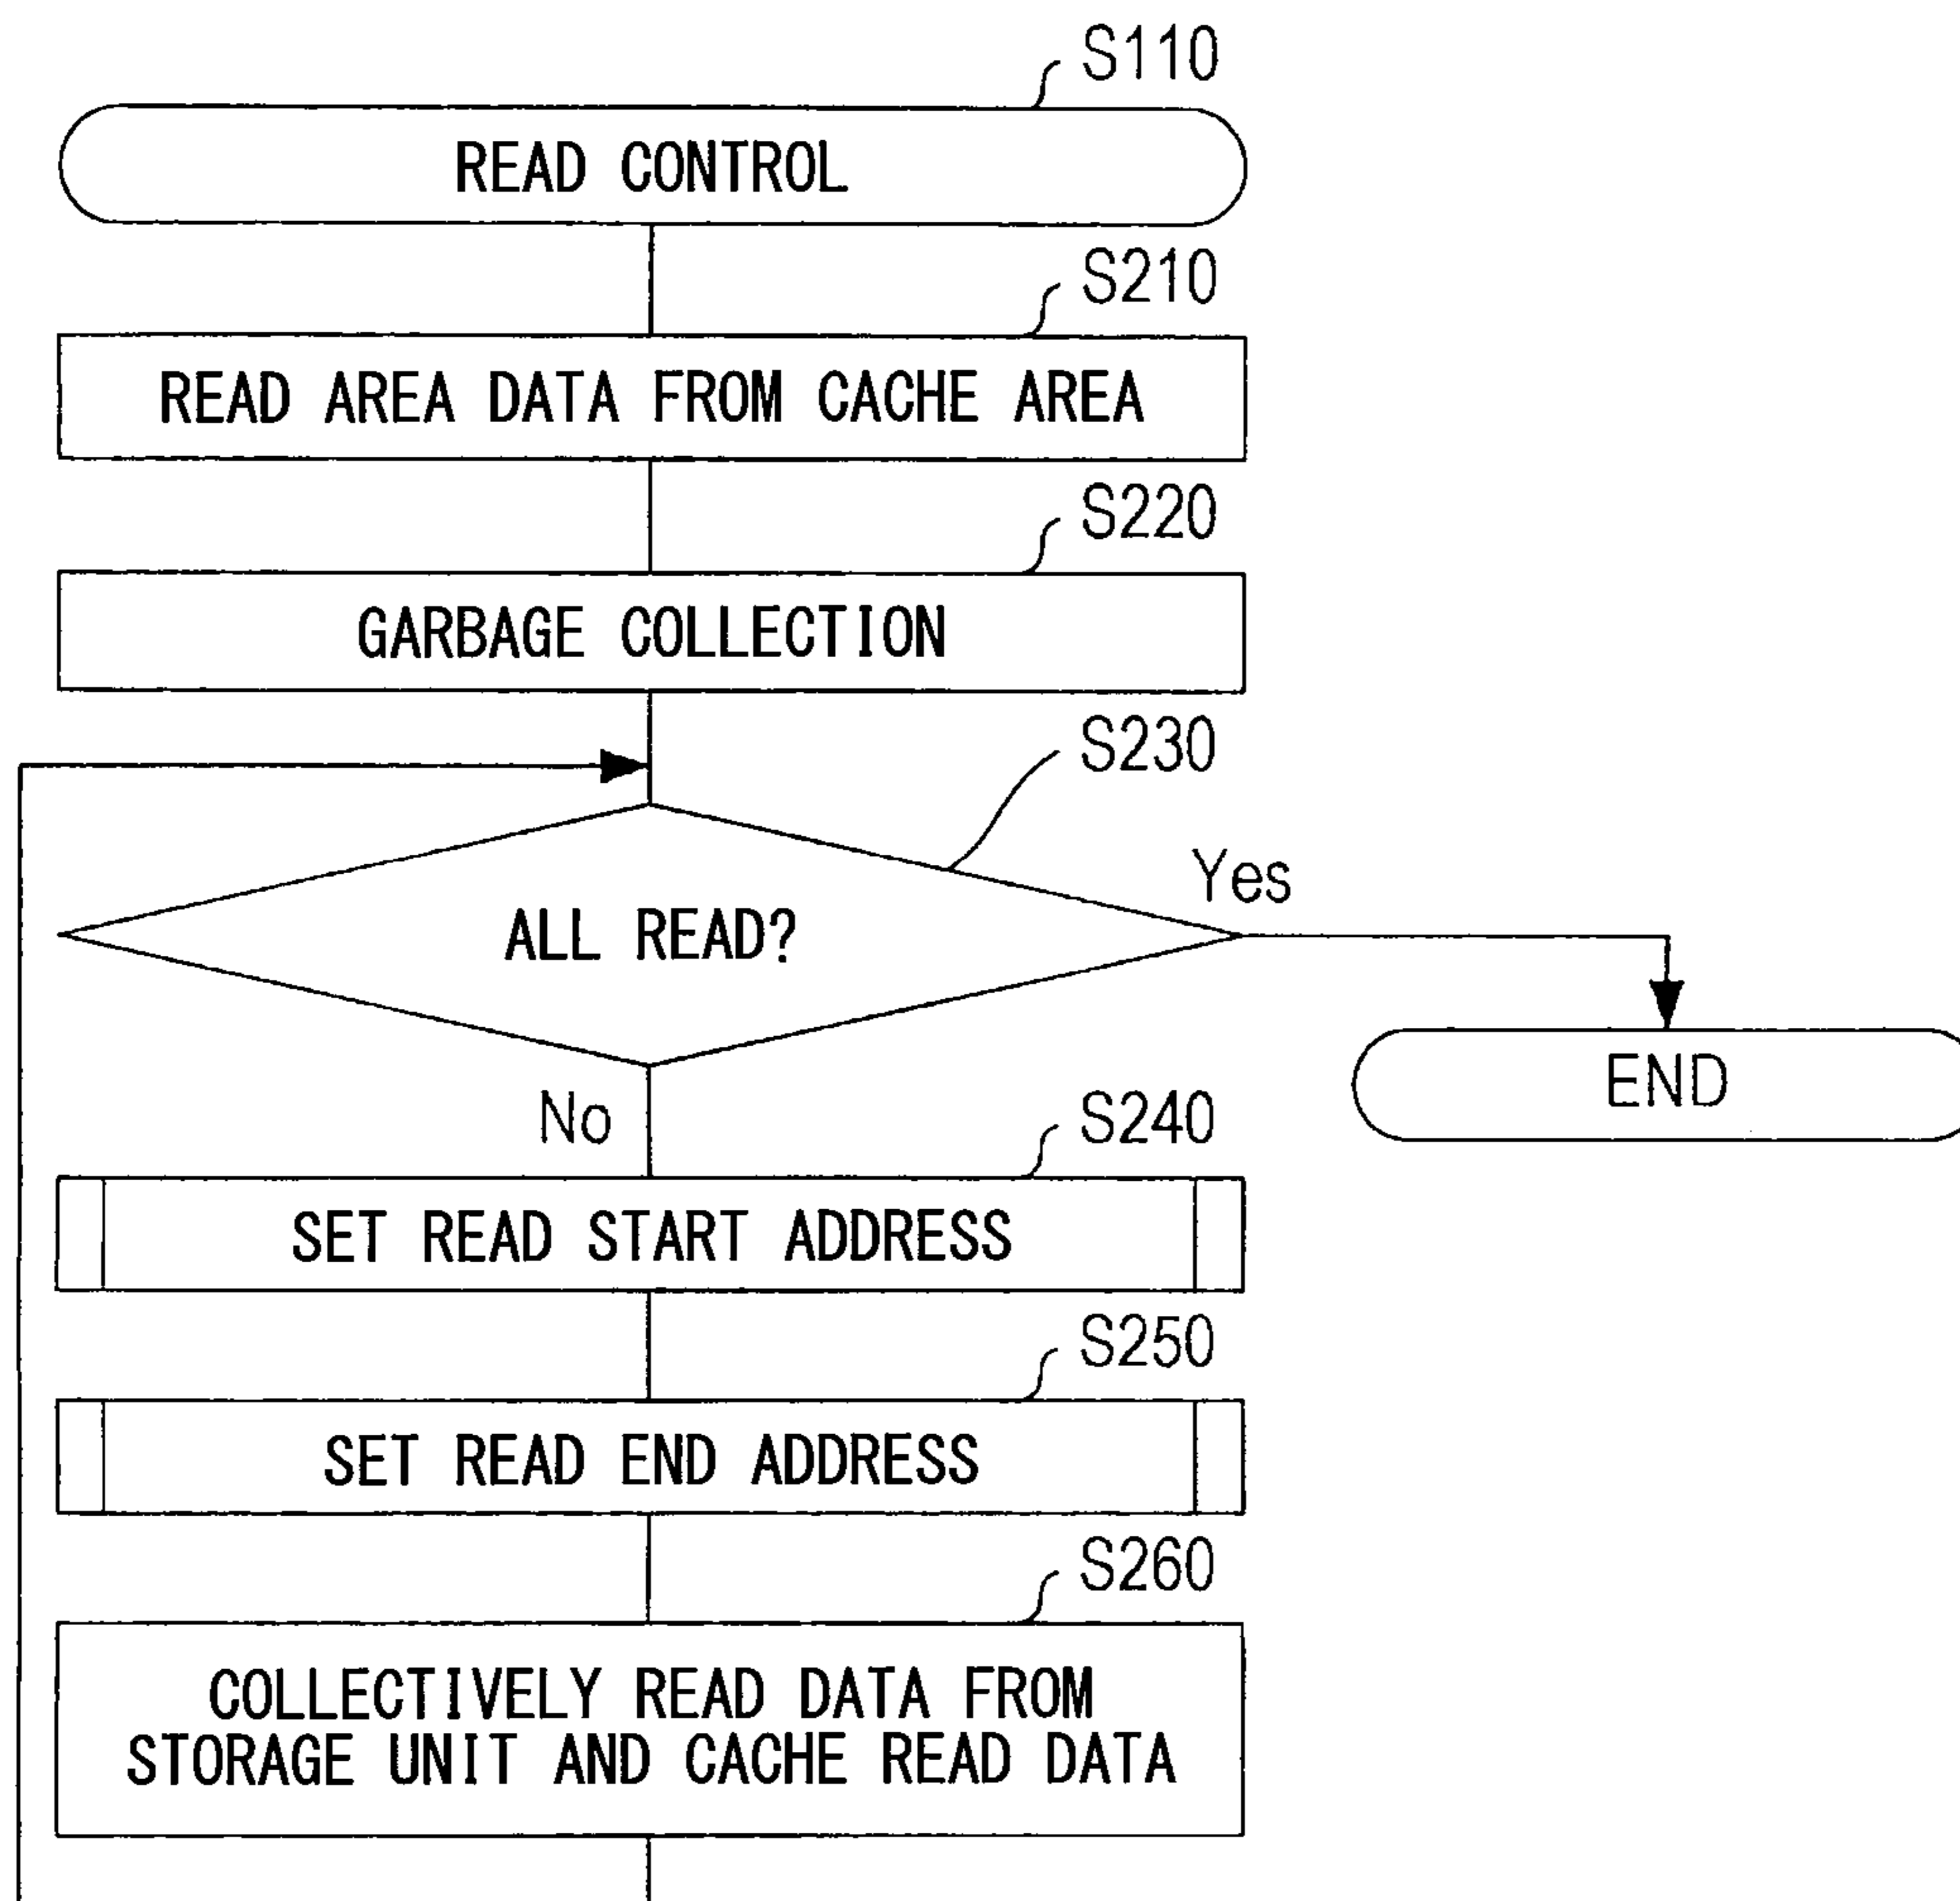 S110
READ CONTROL
S210
READ AREA DATA FROM CACHE AREA
S220
GARBAGE COLLECTION
S230
Yes
ALL READ?
END
No
S240
SET READ START ADDRESS
S250
SET READ END ADDRESS
S260
COLLECTIVELY READ DATA FROM
STORAGE UNIT AND CACHE READ DATA